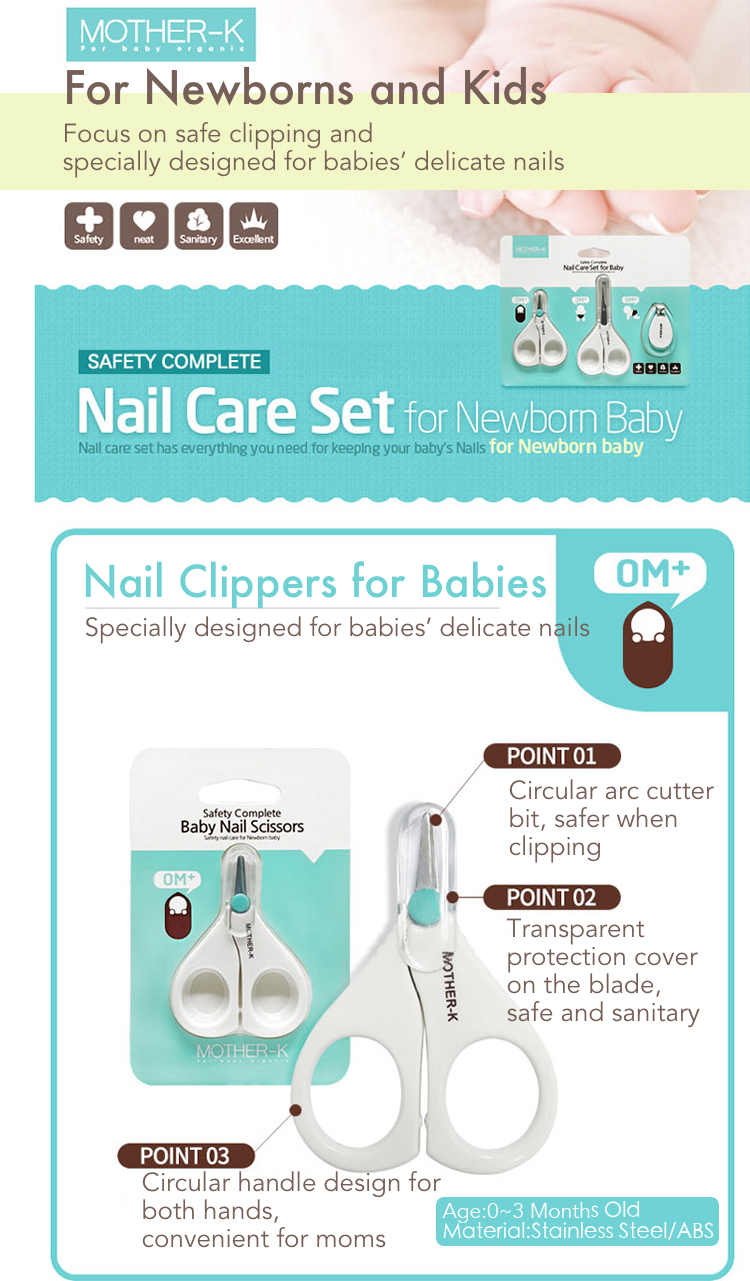 MOTHER-K
For baby organic
For Newborns and Kids
Focus on safe clipping and
specially designed for babies' delicate nails
Safety
neat
Sanitary
Excellent
MOTHER-K
Safety Complete
Nail Care Set for Baby
SAFETY COMPLETE
Nail Care Set for Newborn Baby
Nail care set has everything you need for keeping your baby's Nails for Newborn baby
Nail Clippers for Babies
0M+
Specially designed for babies' delicate nails
POINT 01
Circular arc cutter
bit, safer when
clipping
Safety Complete
Baby Nail Scissors
Safety nail care for Newborn baby
0M+
MOTHER-K
MOTHER-K
For baby organic
POINT 02
Transparent
protection cover
on the blade,
safe and sanitary
MOTHER-K
POINT 03
Circular handle design for
both hands,
convenient for moms
Age:0~3 Months Old
Material:Stainless Steel/ABS